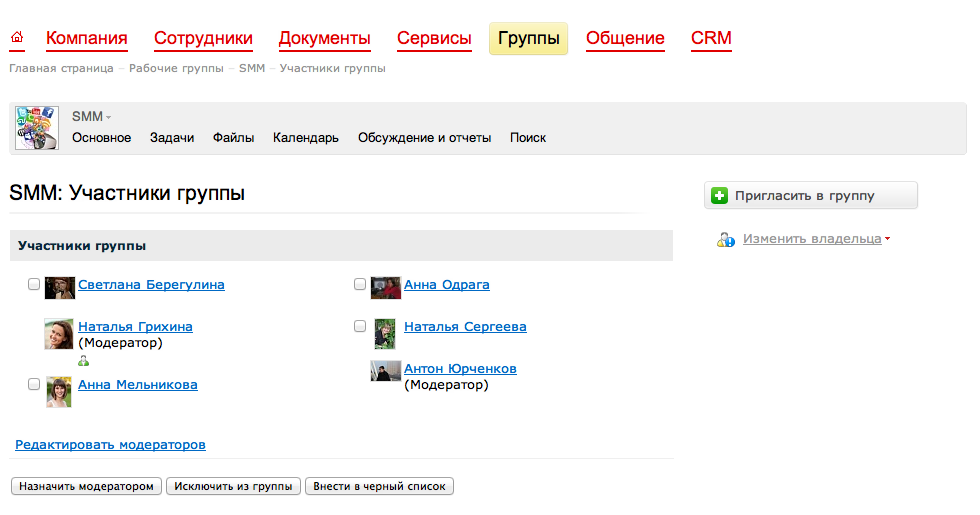 Компания Сотрудники Документы Сервисы Группы Общение CRM
Главная страница – Рабочие группы – SMM – Участники группы
SMM
Основное Задачи Файлы Календарь Обсуждение и отчеты Поиск
SMM: Участники группы
Пригласить в группу
Изменить владельца
Участники группы
Светлана Берегулина
Анна Одрага
Наталья Грихина
(Модератор)
Наталья Сергеева
Антон Юрченков
(Модератор)
Анна Мельникова
Редактировать модераторов
Назначить модератором Исключить из группы Внести в черный список